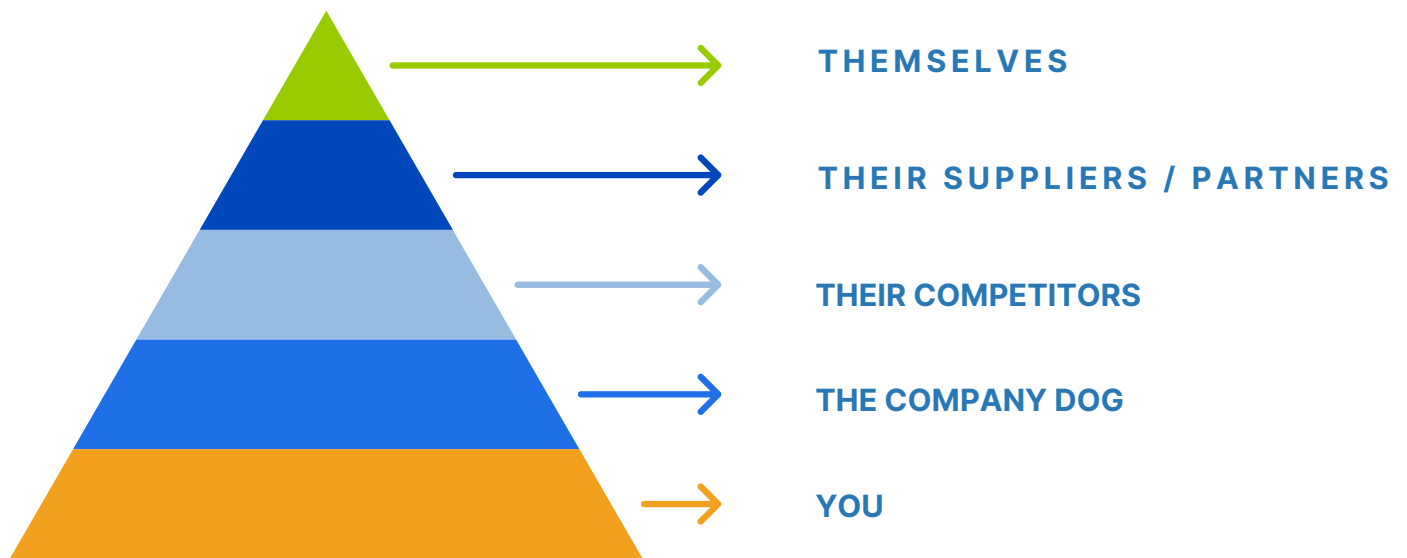 THEMSELVES
THEIR SUPPLIERS / PARTNERS
THEIR COMPETITORS
THE COMPANY DOG
YOU